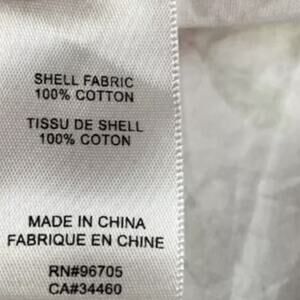 SHELL FABRIC
100% COTTON
TISSU DE SHELL
100% COTON
MADE IN CHINA
FABRIQUE EN CHINE
RN#96705
CA#34460